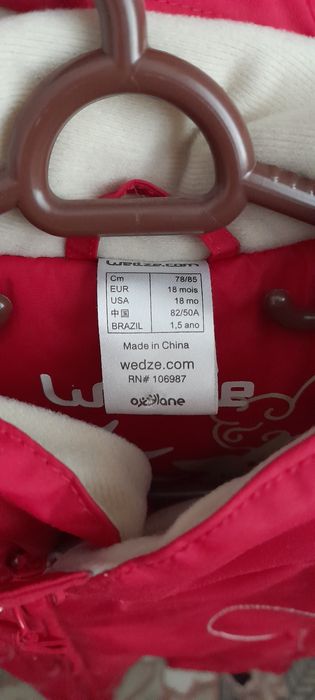 wedze.com
Cm 78/85
EUR 18 mois
USA 18 mo
中国 82/50A
BRAZIL 1,5 ano
Made in China
wedze.com
RN# 106987
oxylane